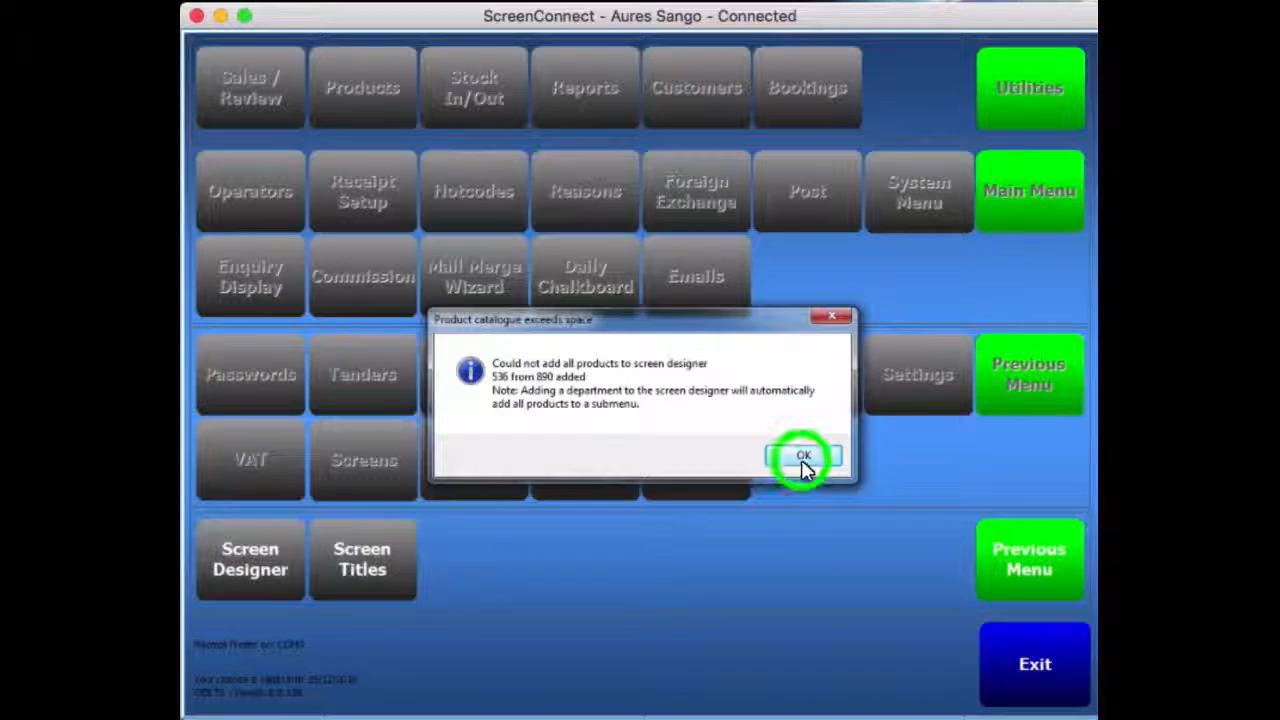 ScreenConnect - Aures Sango - Connected
Sales /
Review
Products
Stock
In/Out
Reports
Customers
Bookings
Utilities
Operators
Receipt
Setup
Hotcodes
Reasons
Foreign
Exchange
Post
System
Menu
Main Menu
Enquiry
Display
Commission
Mail Merge
Wizard
Daily
Chalkboard
Emails
Product catalogue exceeds space
Could not add all products to screen designer
536 from 890 added
Note: Adding a department to the screen designer will automatically
add all products to a submenu.
OK
Passwords
Tenders
Settings
Previous
Menu
VAT
Screens
Screen
Designer
Screen
Titles
Previous
Menu
Exit